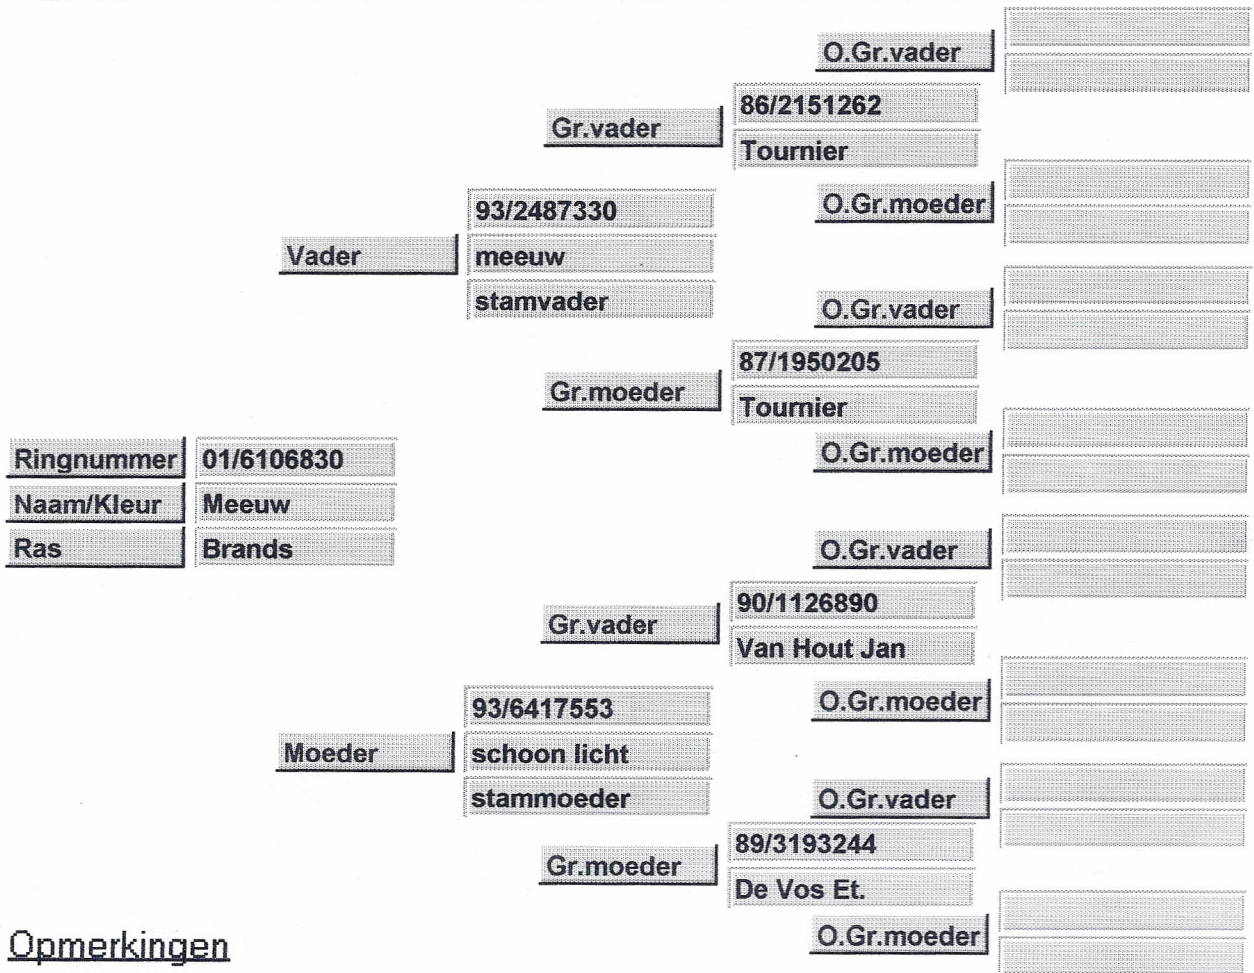 O.Gr.vader
86/2151262
Gr.vader
Tournier
93/2487330
O.Gr.moeder
Vader
meeuw
stamvader
O.Gr.vader
87/1950205
Gr.moeder
Tournier
Ringnummer 01/6106830
O.Gr.moeder
Naam/Kleur Meeuw
Ras Brands
O.Gr.vader
90/1126890
Gr.vader
Van Hout Jan
93/6417553
O.Gr.moeder
Moeder
schoon licht
stammoeder
O.Gr.vader
89/3193244
Gr.moeder
De Vos Et.
O.Gr.moeder
Opmerkingen